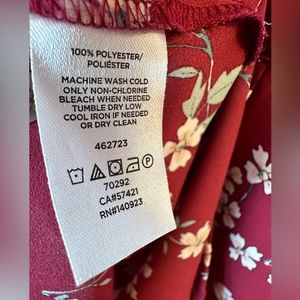 100% POLYESTER/
POLIÉSTER
MACHINE WASH COLD
ONLY NON-CHLORINE
BLEACH WHEN NEEDED
TUMBLE DRY LOW
COOL IRON IF NEEDED
OR DRY CLEAN
462723
70292
CA#57421
RN#140923